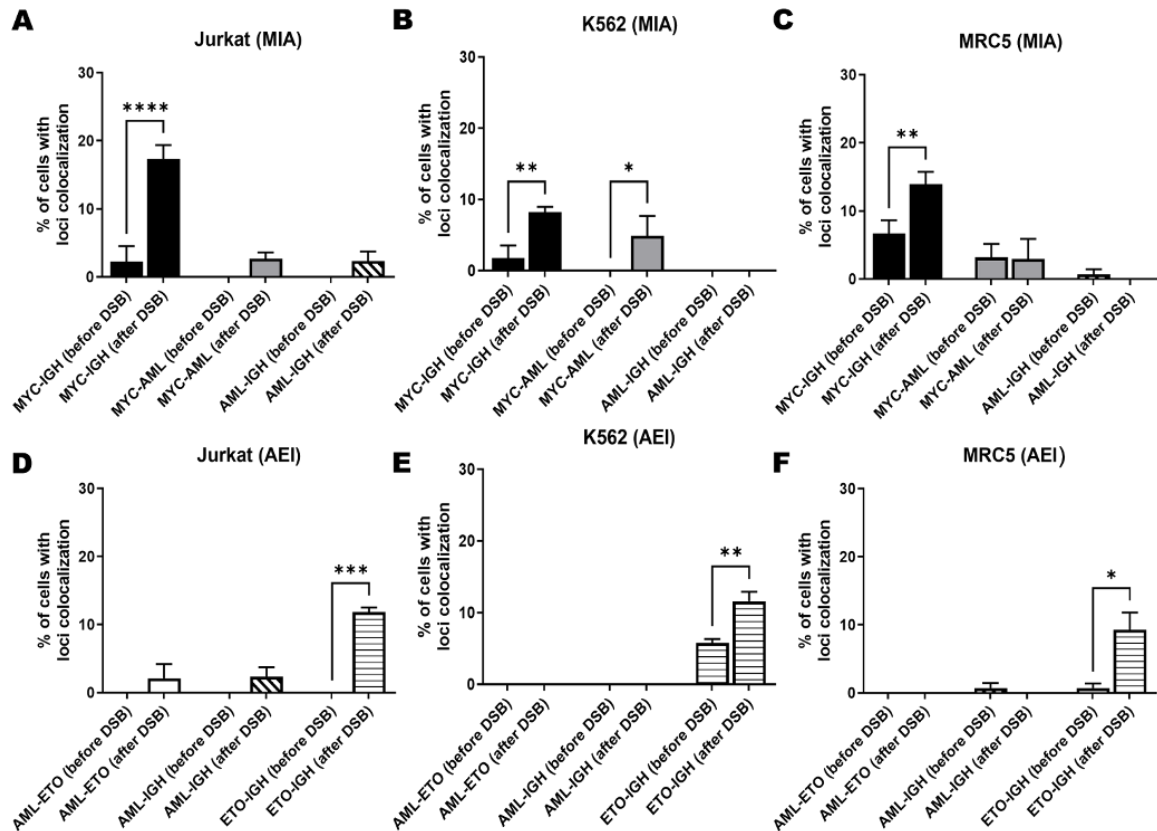 A
Jurkat (MIA)
% of cells with
loci colocalization
30
20
10
0
****
MYC-IGH (before DSB)
MYC-IGH (after DSB)
MYC-AML (before DSB)
MYC-AML (after DSB)
AML-IGH (before DSB)
AML-IGH (after DSB)
B
K562 (MIA)
% of cells with
loci colocalization
30
20
10
0
**
*
MYC-IGH (before DSB)
MYC-IGH (after DSB)
MYC-AML (before DSB)
MYC-AML (after DSB)
AML-IGH (before DSB)
AML-IGH (after DSB)
C
MRC5 (MIA)
% of cells with
loci colocalization
30
20
10
0
**
MYC-IGH (before DSB)
MYC-IGH (after DSB)
MYC-AML (before DSB)
MYC-AML (after DSB)
AML-IGH (before DSB)
AML-IGH (after DSB)
D
Jurkat (AEI)
% of cells with
loci colocalization
30
20
10
0
***
AML-ETO (before DSB)
AML-ETO (after DSB)
AML-IGH (before DSB)
AML-IGH (after DSB)
ETO-IGH (before DSB)
ETO-IGH (after DSB)
E
K562 (AEI)
% of cells with
loci colocalization
30
20
10
0
**
AML-ETO (before DSB)
AML-ETO (after DSB)
AML-IGH (before DSB)
AML-IGH (after DSB)
ETO-IGH (before DSB)
ETO-IGH (after DSB)
F
MRC5 (AEI)
% of cells with
loci colocalization
30
20
10
0
*
AML-ETO (before DSB)
AML-ETO (after DSB)
AML-IGH (before DSB)
AML-IGH (after DSB)
ETO-IGH (before DSB)
ETO-IGH (after DSB)